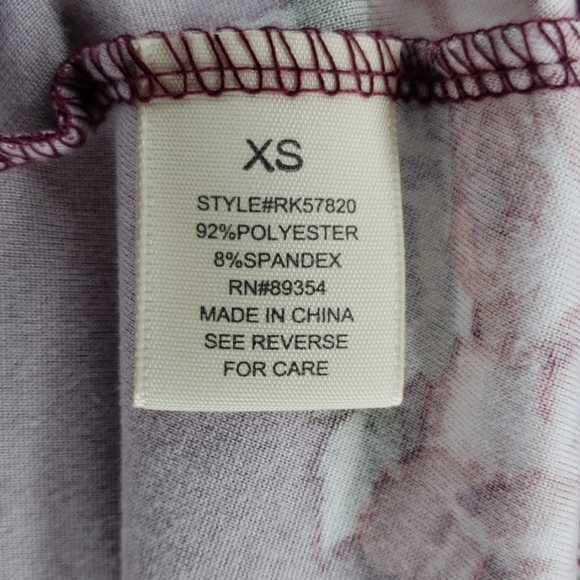 XS
STYLE#RK57820
92%POLYESTER
8%SPANDEX
RN#89354
MADE IN CHINA
SEE REVERSE
FOR CARE